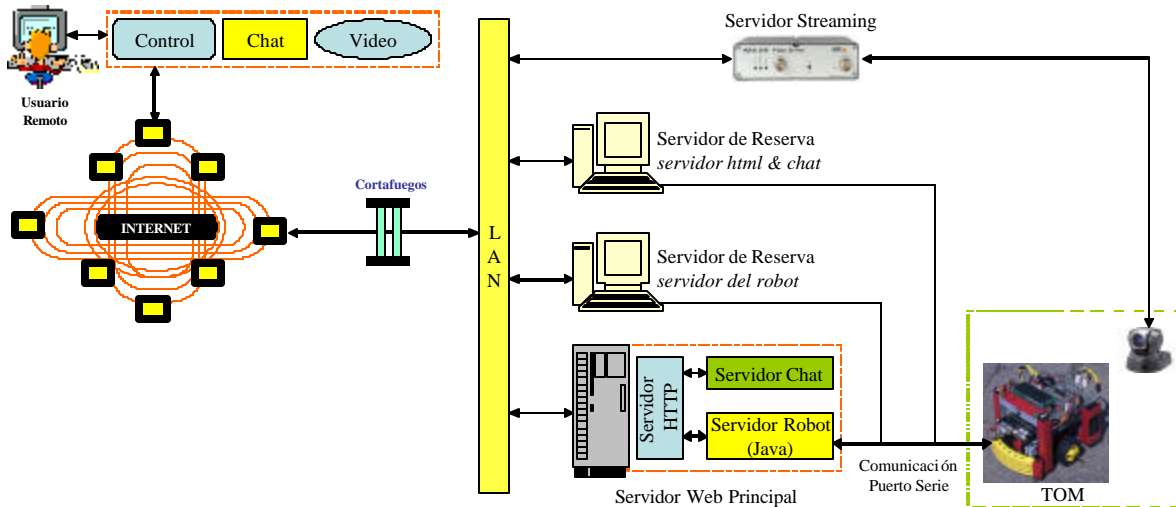 Control
Chat
Video
Usuario
Remoto
INTERNET
Cortafuegos
LAN
Servidor Streaming
Servidor de Reserva
servidor html & chat
Servidor de Reserva
servidor del robot
Servidor
HTTP
Servidor Chat
Servidor Robot
(Java)
Servidor Web Principal
Comunicación
Puerto Serie
TOM